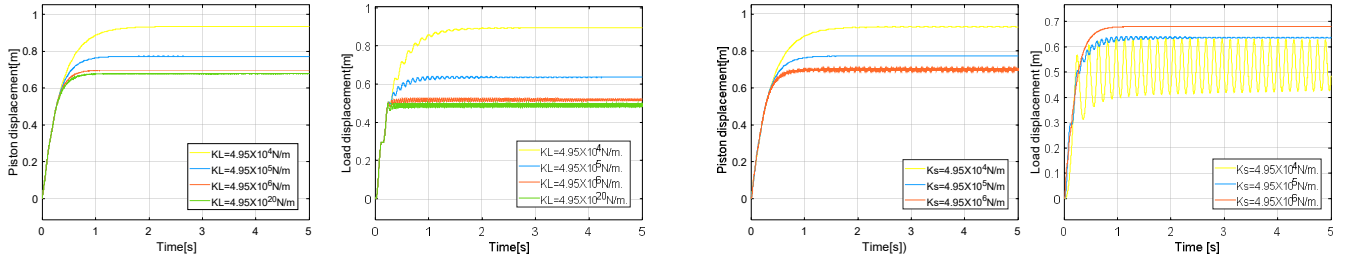 Piston displacement[m]
1
0.8
0.6
0.4
0.2
0
KL=4.95X10⁴N/m
KL=4.95X10⁵N/m
KL=4.95X10⁶N/m
KL=4.95X10²⁰N/m
0 1 2 3 4 5
Time[s]
Load displacement[m]
1
0.8
0.6
0.4
0.2
0
KL=4.95X10⁴N/m.
KL=4.95X10⁵N/m.
KL=4.95X10⁶N/m.
KL=4.95X10²⁰N/m.
0 1 2 3 4 5
Time[s]
Piston displacement[m]
1
0.8
0.6
0.4
0.2
0
Ks=4.95X10⁴N/m
Ks=4.95X10⁵N/m
Ks=4.95X10⁶N/m
0 1 2 3 4 5
Time[s])
Load displacement[m]
0.7
0.6
0.5
0.4
0.3
0.2
0.1
0
Ks=4.95X10⁴N/m.
Ks=4.95X10⁵N/m.
Ks=4.95X10⁶N/m.
0 1 2 3 4 5
Time [s]